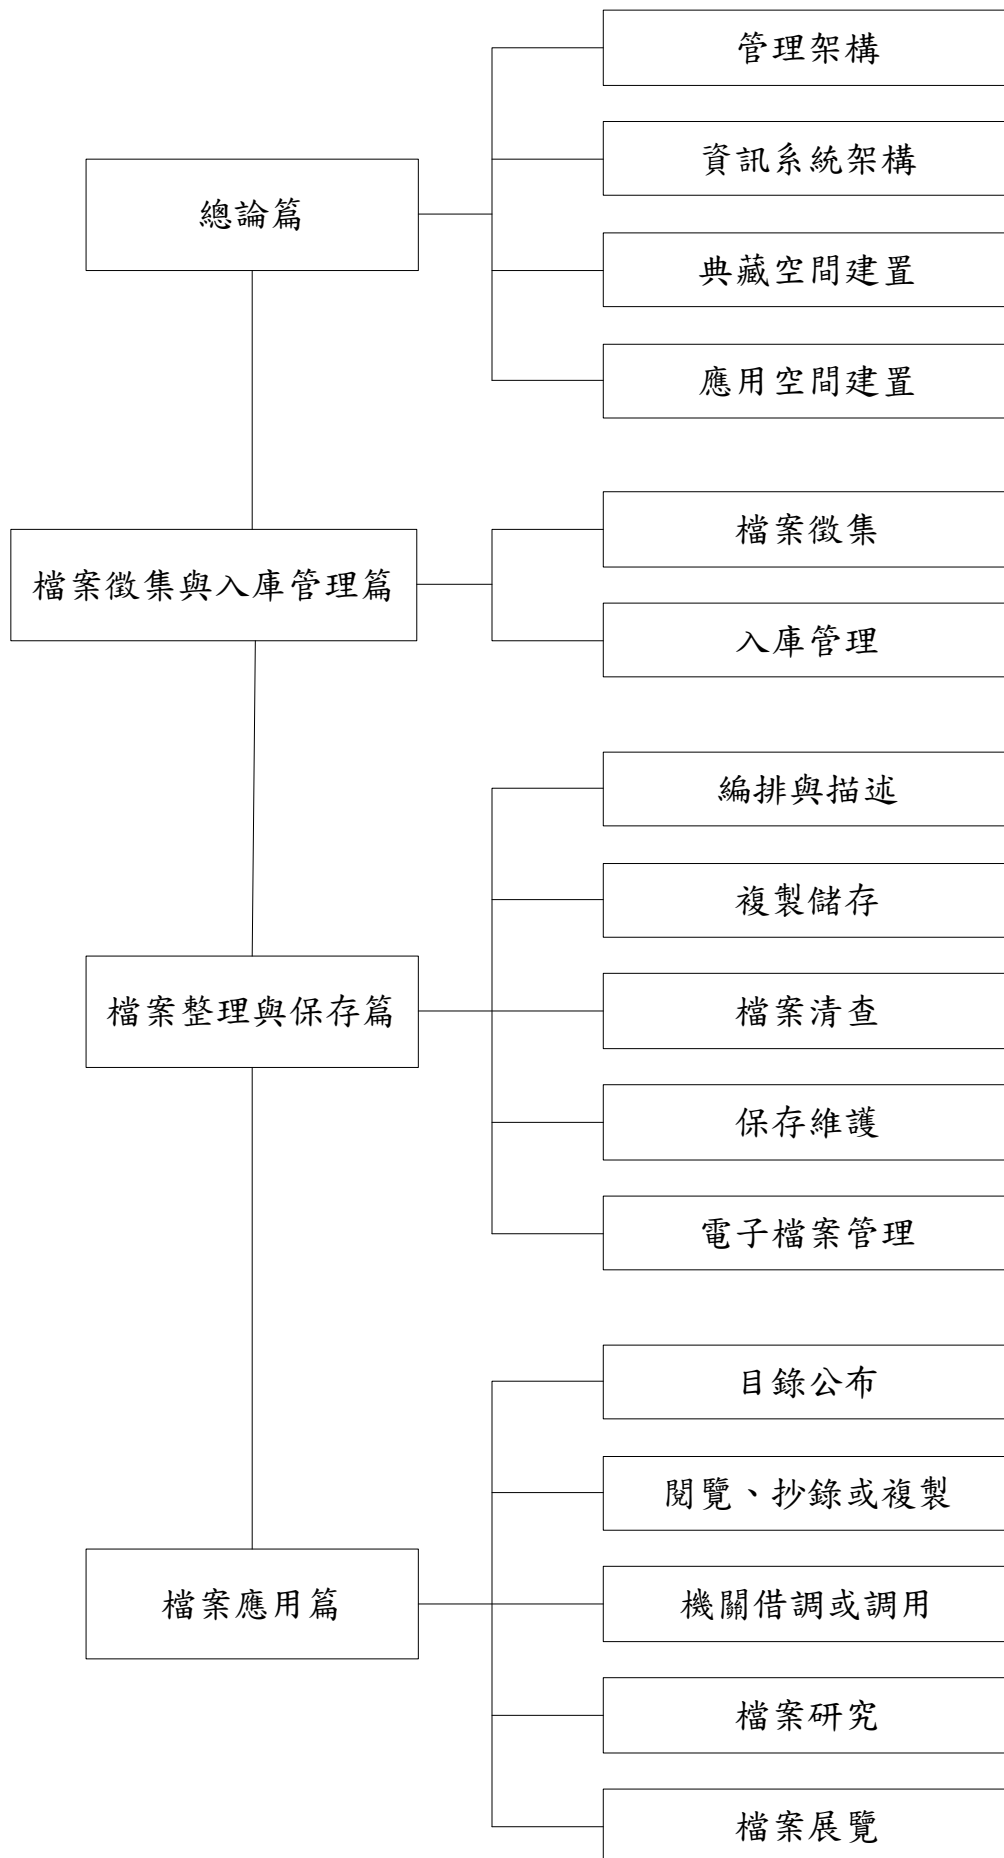 總論篇
管理架構
資訊系統架構
典藏空間建置
應用空間建置
檔案徵集與入庫管理篇
檔案徵集
入庫管理
檔案整理與保存篇
編排與描述
複製儲存
檔案清查
保存維護
電子檔案管理
檔案應用篇
目錄公布
閱覽、抄錄或複製
機關借調或調用
檔案研究
檔案展覽